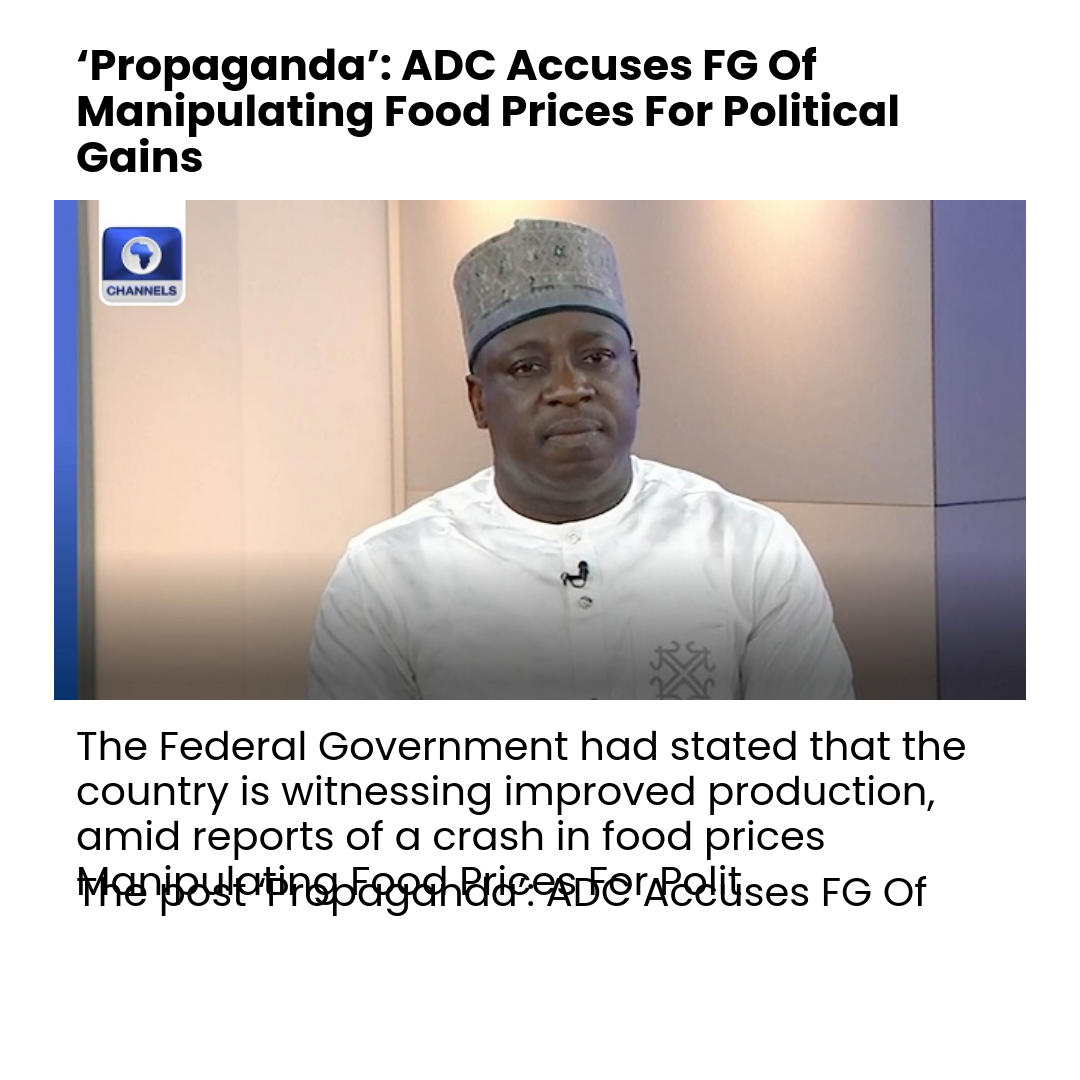 ‘Propaganda’: ADC Accuses FG Of
Manipulating Food Prices For Political
Gains
CHANNELS
The Federal Government had stated that the
country is witnessing improved production,
amid reports of a crash in food prices
The post ‘Propaganda’: ADC Accuses FG Of
Manipulating Food Prices For Polit